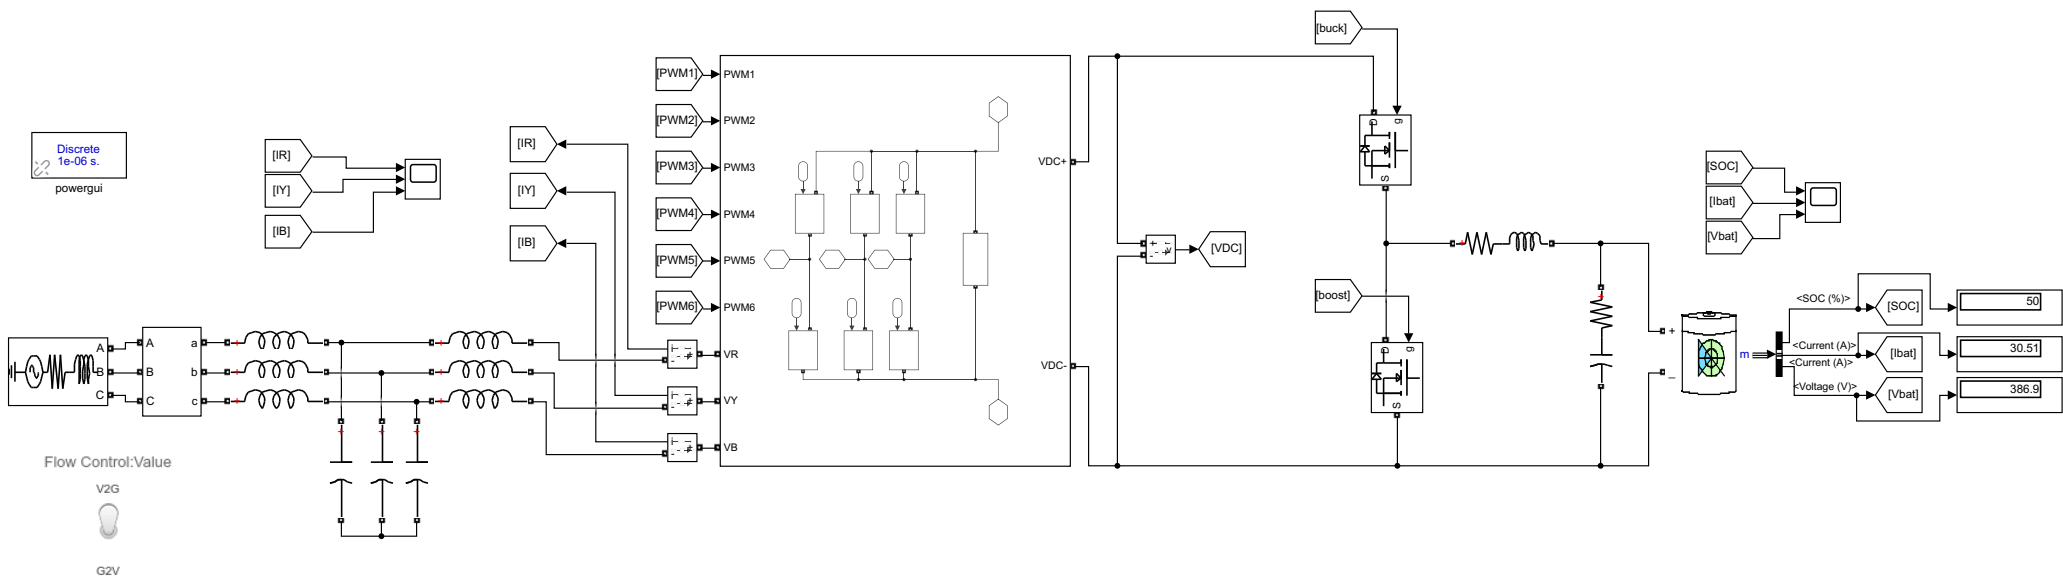 [buck]
[PWM1]
PWM1
[PWM2]
PWM2
Discrete
1e-06 s.
powergui
[IR]
[IY]
[IB]
[IR]
[IY]
[IB]
[PWM3]
PWM3
[PWM4]
PWM4
[PWM5]
PWM5
[PWM6]
PWM6
VDC+
VDC-
D
g
S
[VDC]
[boost]
D
g
S
[SOC]
[Ibat]
[Vbat]
A
B
C
A
B
C
a
b
c
+
+
+
+
+
+
i
+
-
VR
i
+
-
VY
i
+
-
VB
+
-
v
+
_
m
<SOC (%)>
[SOC]
50
<Current (A)>
<Current (A)>
[Ibat]
30.51
<Voltage (V)>
[Vbat]
386.9
Flow Control:Value
V2G
G2V